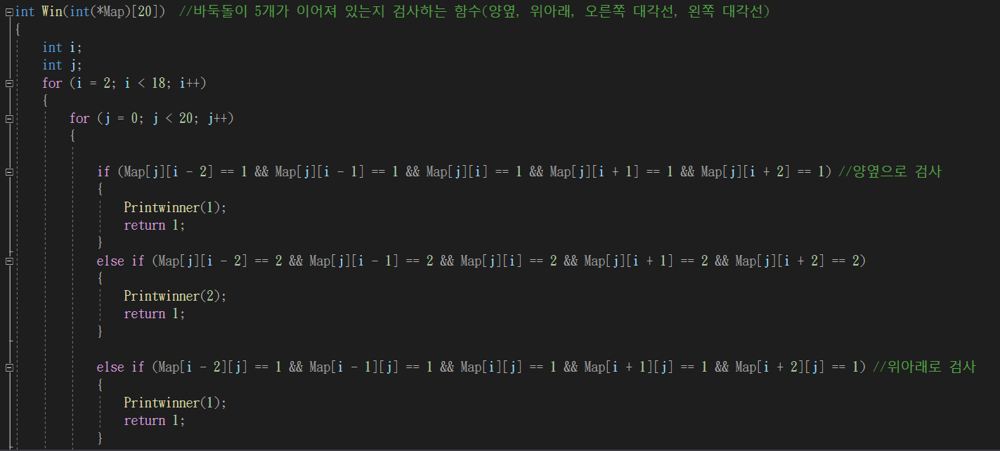 int Win(int(*Map)[20])  //바둑돌이 5개가 이어져 있는지 검사하는 함수(양옆, 위아래, 오른쪽 대각선, 왼쪽 대각선)
{
    int i;
    int j;
    for (i = 2; i < 18; i++)
    {
        for (j = 0; j < 20; j++)
        {
            if (Map[j][i - 2] == 1 && Map[j][i - 1] == 1 && Map[j][i] == 1 && Map[j][i + 1] == 1 && Map[j][i + 2] == 1) //양옆으로 검사
            {
                Printwinner(1);
                return 1;
            }
            else if (Map[j][i - 2] == 2 && Map[j][i - 1] == 2 && Map[j][i] == 2 && Map[j][i + 1] == 2 && Map[j][i + 2] == 2)
            {
                Printwinner(2);
                return 1;
            }
            else if (Map[i - 2][j] == 1 && Map[i - 1][j] == 1 && Map[i][j] == 1 && Map[i + 1][j] == 1 && Map[i + 2][j] == 1) //위아래로 검사
            {
                Printwinner(1);
                return 1;
            }